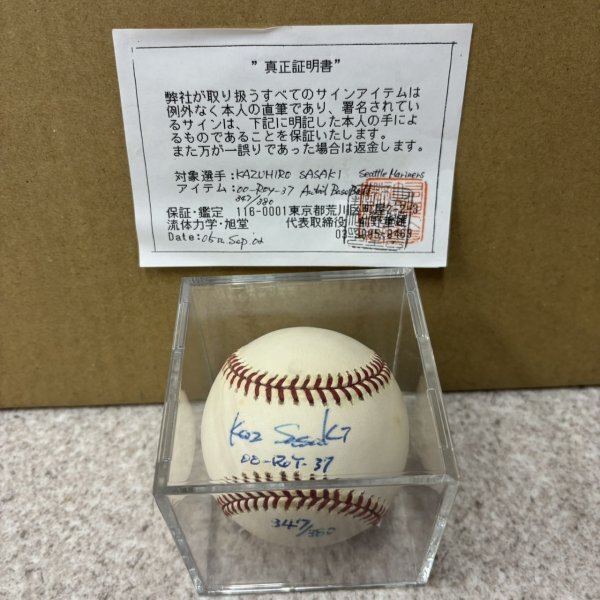 ”真正証明書”
弊社が取り扱うすべてのサインアイテムは
例外なく本人の直筆であり、署名されてい
るサインは、下記に明記した本人の手によ
るものであることを保証いたします。
また万が一誤りであった場合は返金します。
対象選手：KAZUHIRO SASAKI Seattle Mariners
アイテム：00-Roy-37 Baseball
347/380
保証・鑑定 116-0001東京都荒川区町屋
流体力学・旭堂 代表取締役
Date:
Kaz Sasaki
00-RoY-37
347/380